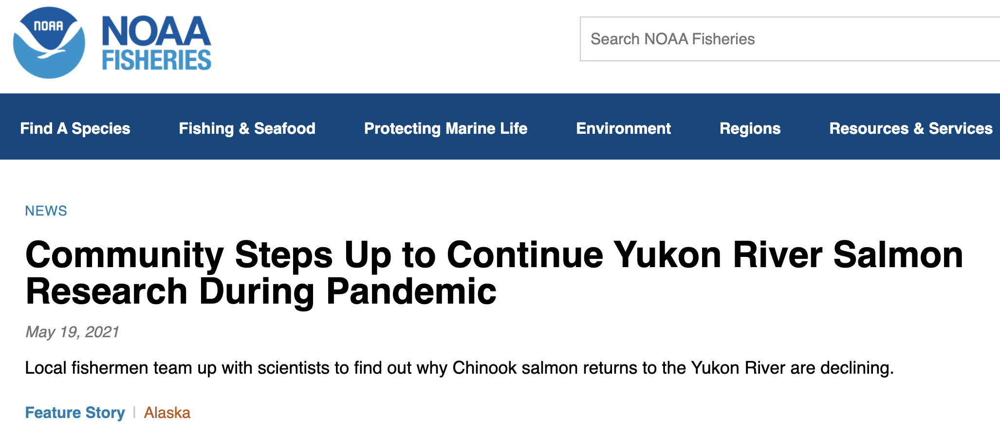 NOAA
NOAA
FISHERIES
Search NOAA Fisheries
Find A Species Fishing & Seafood Protecting Marine Life Environment Regions Resources & Services
NEWS
Community Steps Up to Continue Yukon River Salmon
Research During Pandemic
May 19, 2021
Local fishermen team up with scientists to find out why Chinook salmon returns to the Yukon River are declining.
Feature Story | Alaska